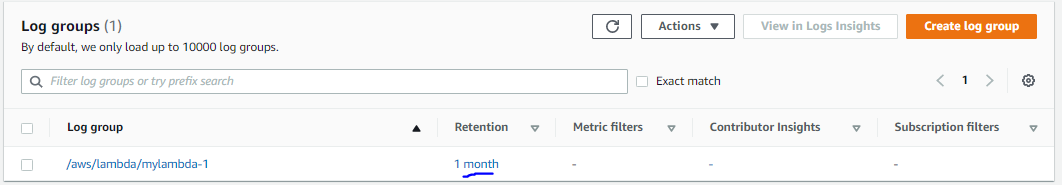 Log groups (1)
Actions
View in Logs Insights
Create log group
By default, we only load up to 10000 log groups.
Filter log groups or try prefix search
Exact match
1
Log group
Retention
Metric filters
Contributor Insights
Subscription filters
/aws/lambda/mylambda-1
1 month
-
-
-